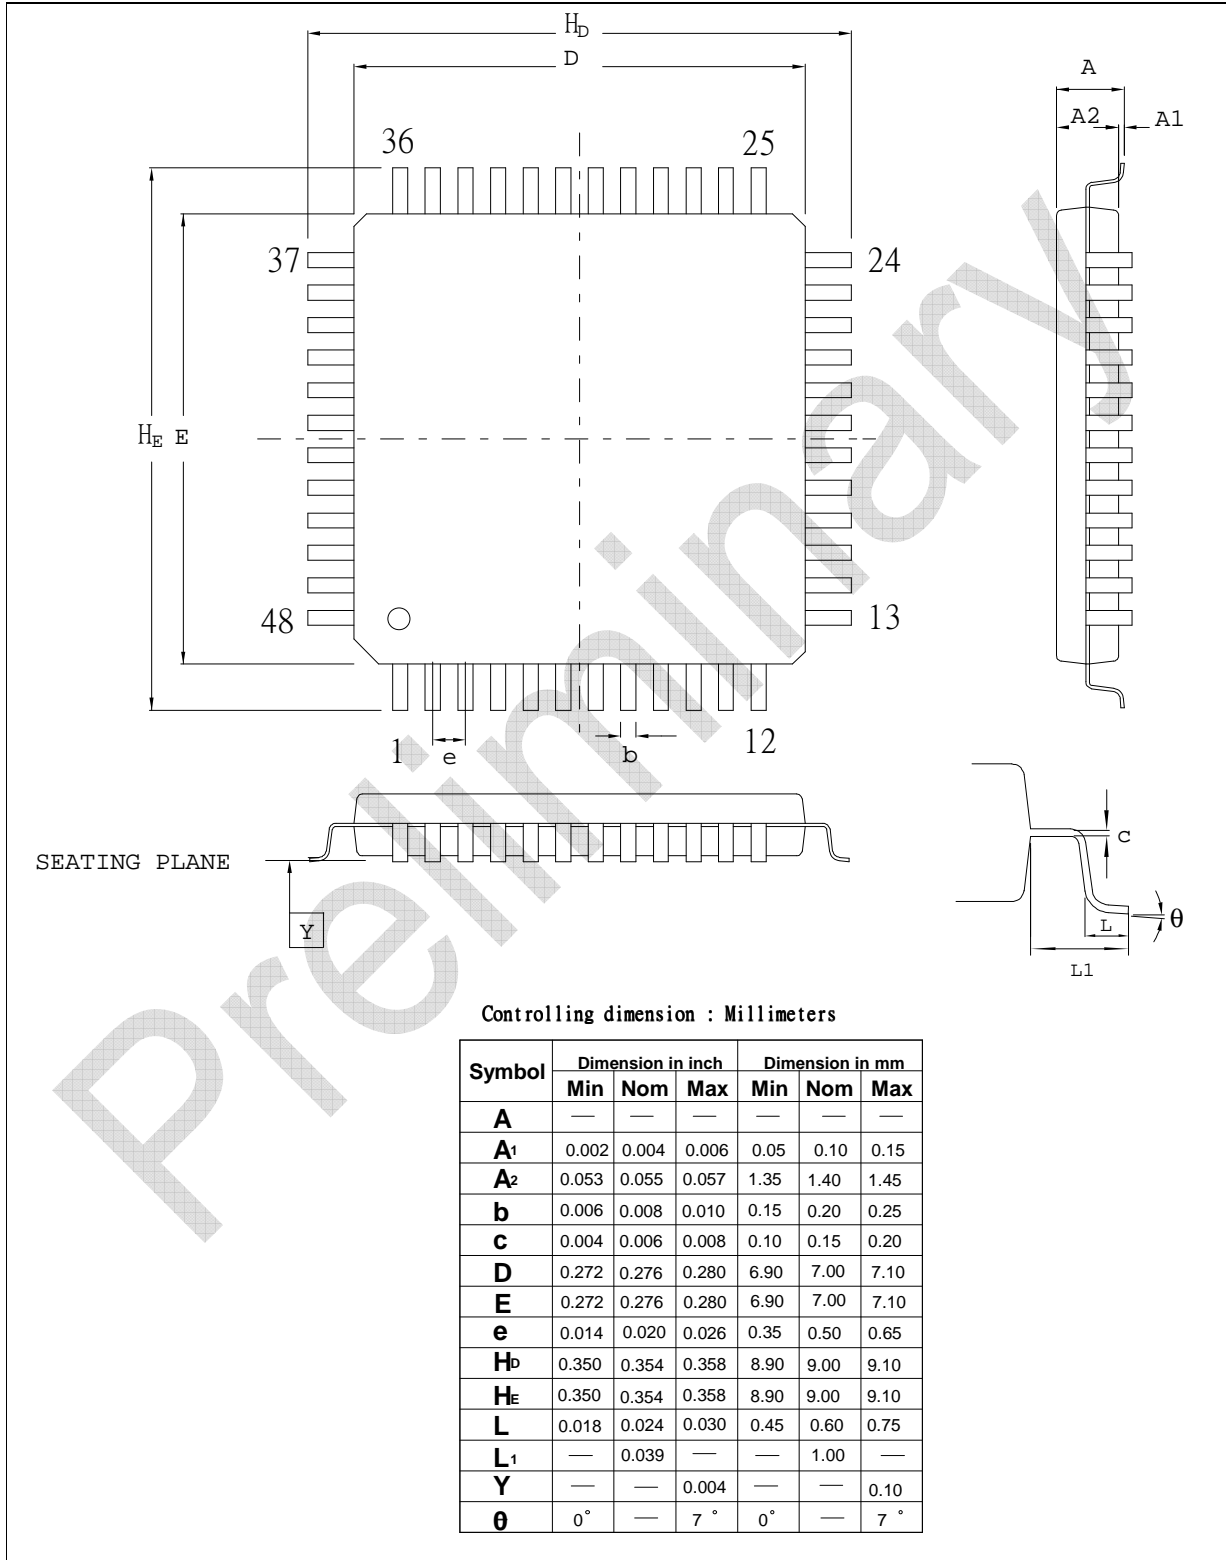 H_D
D
A
A2 A1
36 25
37 24
H_E E
48 13
1 e b 12
SEATING PLANE
Y
c
L θ
L1
Preliminary
Controlling dimension : Millimeters
Symbol Dimension in inch Dimension in mm
Min Nom Max Min Nom Max
A — — — — — —
A1 0.002 0.004 0.006 0.05 0.10 0.15
A2 0.053 0.055 0.057 1.35 1.40 1.45
b 0.006 0.008 0.010 0.15 0.20 0.25
c 0.004 0.006 0.008 0.10 0.15 0.20
D 0.272 0.276 0.280 6.90 7.00 7.10
E 0.272 0.276 0.280 6.90 7.00 7.10
e 0.014 0.020 0.026 0.35 0.50 0.65
HD 0.350 0.354 0.358 8.90 9.00 9.10
HE 0.350 0.354 0.358 8.90 9.00 9.10
L 0.018 0.024 0.030 0.45 0.60 0.75
L1 — 0.039 — — 1.00 —
Y — — 0.004 — — 0.10
θ 0° — 7° 0° — 7°